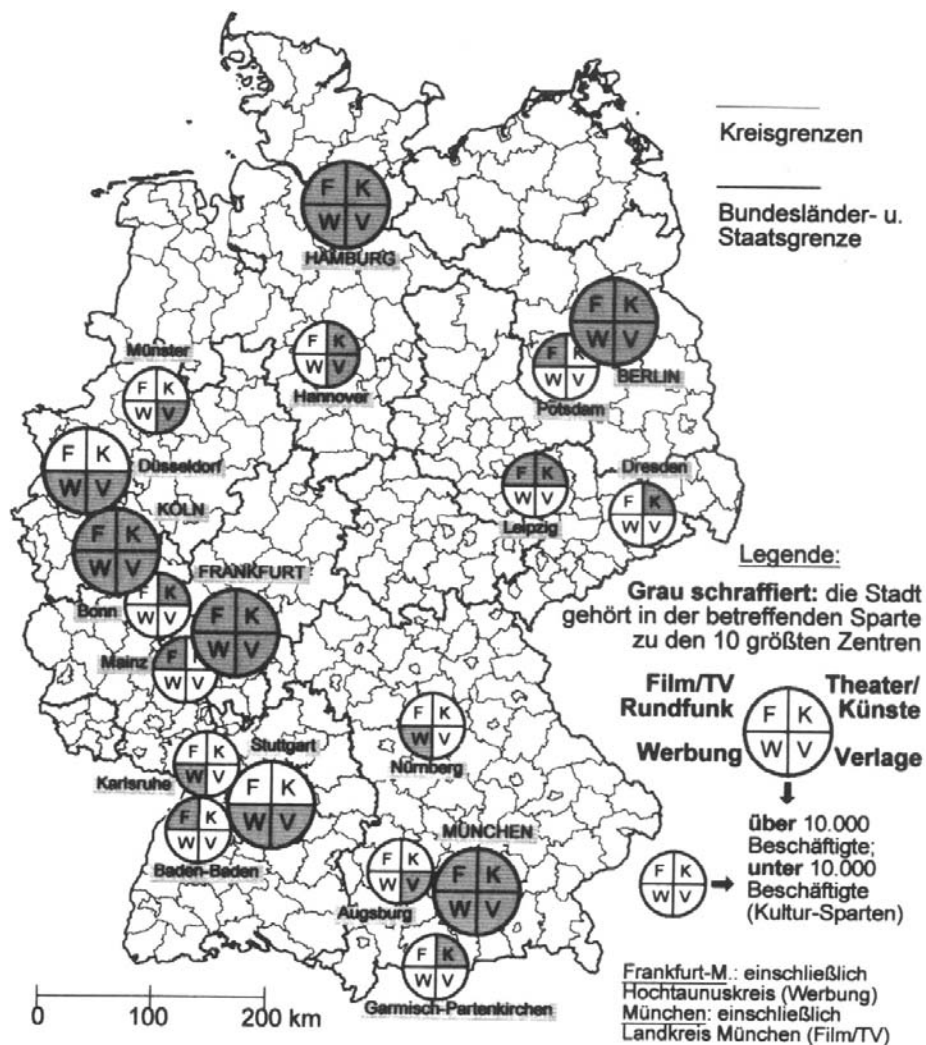 Kreisgrenzen
Bundesländer- u.
Staatsgrenze
F K
W V
HAMBURG
F K
W V
BERLIN
F K
W V
Potsdam
F K
W V
Hannover
Münster
F K
W V
F K
W V
Düsseldorf
KÖLN
F K
W V
F K
W V
Leipzig
Dresden
F K
W V
Bonn
F K
W V
FRANKFURT
F K
W V
Mainz
F K
W V
F K
W V
Nürnberg
Karlsruhe
F K
W V
Stuttgart
F K
W V
F K
W V
Baden-Baden
MÜNCHEN
F K
W V
F K
W V
Augsburg
F K
W V
Garmisch-Partenkirchen
0 100 200 km
Legende:
Grau schraffiert: die Stadt
gehört in der betreffenden Sparte
zu den 10 größten Zentren
Film/TV
Rundfunk
Theater/
Künste
F K
W V
Werbung
Verlage
über 10.000
Beschäftigte;
unter 10.000
Beschäftigte
(Kultur-Sparten)
F K
W V
Frankfurt-M.: einschließlich
Hochtaunuskreis (Werbung)
München: einschließlich
Landkreis München (Film/TV)